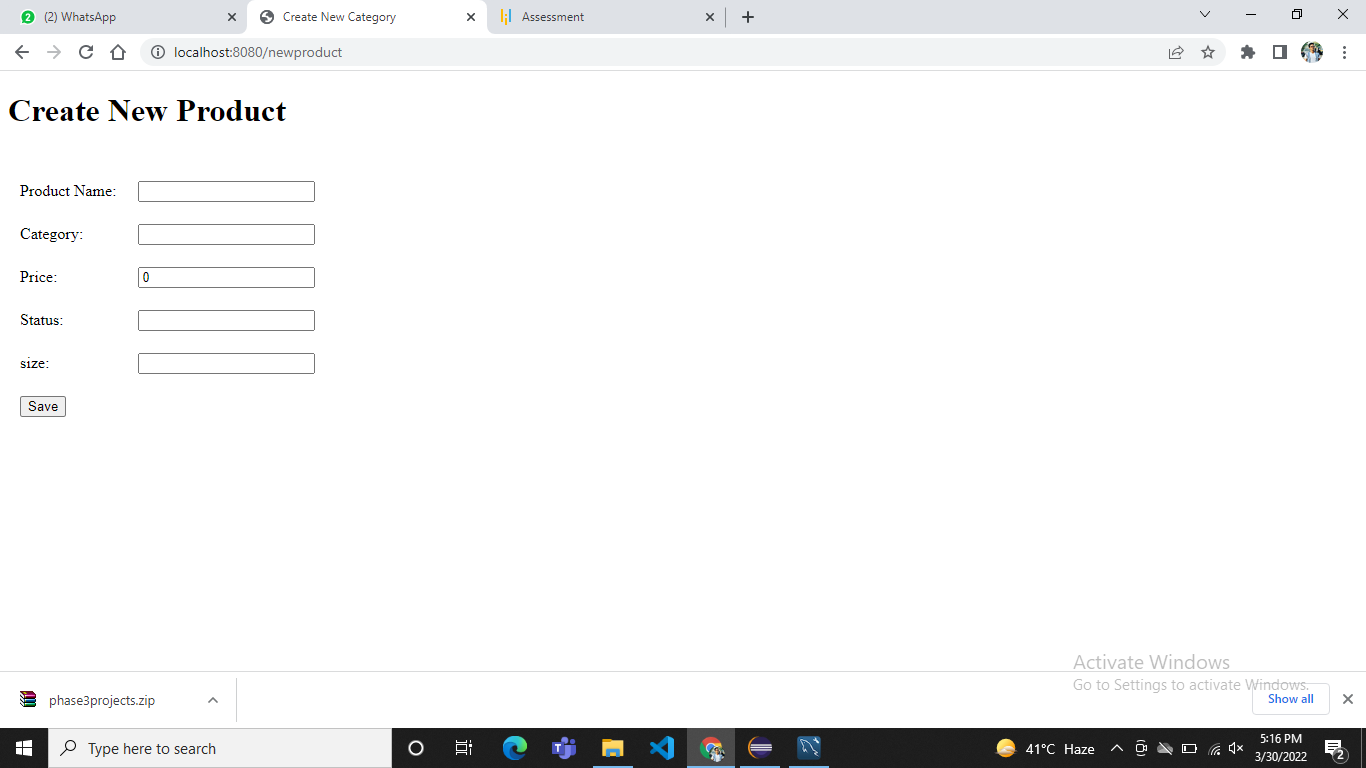 2
(2) WhatsApp
Create New Category
Assessment
localhost:8080/newproduct
Create New Product
Product Name:
Category:
Price:
0
Status:
size:
Save
Activate Windows
Go to Settings to activate Windows.
phase3projects.zip
Show all
Type here to search
41°C Haze
5:16 PM
3/30/2022
2